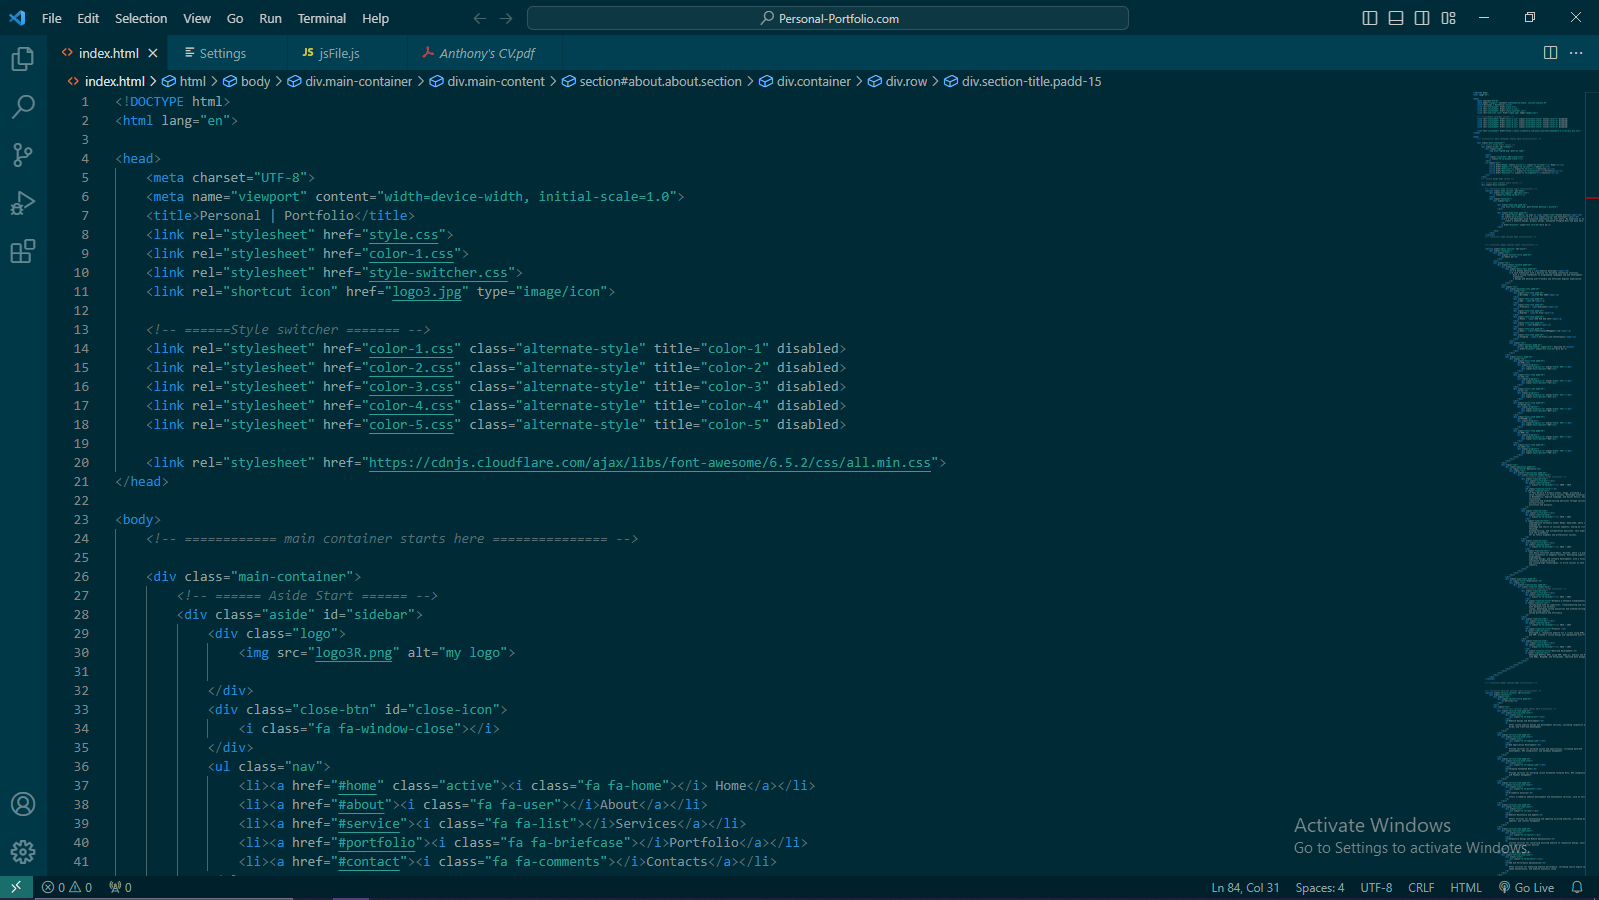 File Edit Selection View Go Run Terminal Help Personal-Portfolio.com
index.html Settings JS jsFile.js Anthony's CV.pdf
index.html > html > body > div.main-container > div.main-content > section#about.about.section > div.container > div.row > div.section-title.padd-15
1 <!DOCTYPE html>
2 <html lang="en">
3
4 <head>
5 <meta charset="UTF-8">
6 <meta name="viewport" content="width=device-width, initial-scale=1.0">
7 <title>Personal | Portfolio</title>
8 <link rel="stylesheet" href="style.css">
9 <link rel="stylesheet" href="color-1.css">
10 <link rel="stylesheet" href="style-switcher.css">
11 <link rel="shortcut icon" href="logo3.jpg" type="image/icon">
12
13 <!-- ======Style switcher ======= -->
14 <link rel="stylesheet" href="color-1.css" class="alternate-style" title="color-1" disabled>
15 <link rel="stylesheet" href="color-2.css" class="alternate-style" title="color-2" disabled>
16 <link rel="stylesheet" href="color-3.css" class="alternate-style" title="color-3" disabled>
17 <link rel="stylesheet" href="color-4.css" class="alternate-style" title="color-4" disabled>
18 <link rel="stylesheet" href="color-5.css" class="alternate-style" title="color-5" disabled>
19
20 <link rel="stylesheet" href="https://cdnjs.cloudflare.com/ajax/libs/font-awesome/6.5.2/css/all.min.css">
21 </head>
22
23 <body>
24 <!-- ============ main container starts here =============== -->
25
26 <div class="main-container">
27 <!-- ====== Aside Start ====== -->
28 <div class="aside" id="sidebar">
29 <div class="logo">
30 <img src="logo3R.png" alt="my logo">
31
32 </div>
33 <div class="close-btn" id="close-icon">
34 <i class="fa fa-window-close"></i>
35 </div>
36 <ul class="nav">
37 <li><a href="#home" class="active"><i class="fa fa-home"></i> Home</a></li>
38 <li><a href="#about"><i class="fa fa-user"></i>About</a></li>
39 <li><a href="#service"><i class="fa fa-list"></i>Services</a></li>
40 <li><a href="#portfolio"><i class="fa fa-briefcase"></i>Portfolio</a></li>
41 <li><a href="#contact"><i class="fa fa-comments"></i>Contacts</a></li>
Activate Windows
Go to Settings to activate Windows.
0 0 0 Ln 84, Col 31 Spaces: 4 UTF-8 CRLF HTML Go Live